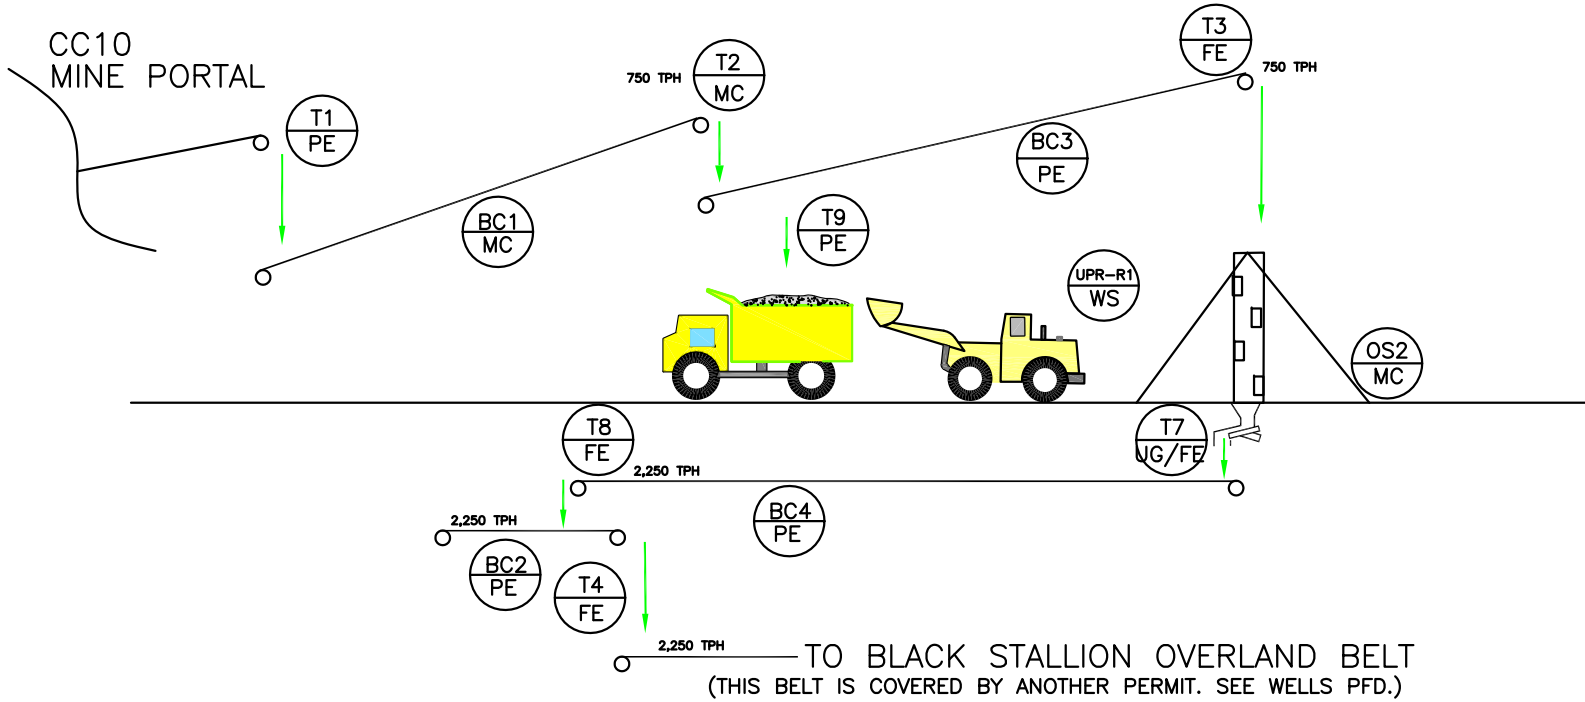 CC10
MINE PORTAL
T1
PE
BC1
MC
750 TPH
T2
MC
BC3
PE
T3
FE
750 TPH
T9
PE
UPR-R1
WS
OS2
MC
T8
FE
2,250 TPH
T7
UG/FE
BC4
PE
2,250 TPH
BC2
PE
T4
FE
2,250 TPH
TO BLACK STALLION OVERLAND BELT
(THIS BELT IS COVERED BY ANOTHER PERMIT. SEE WELLS PFD.)